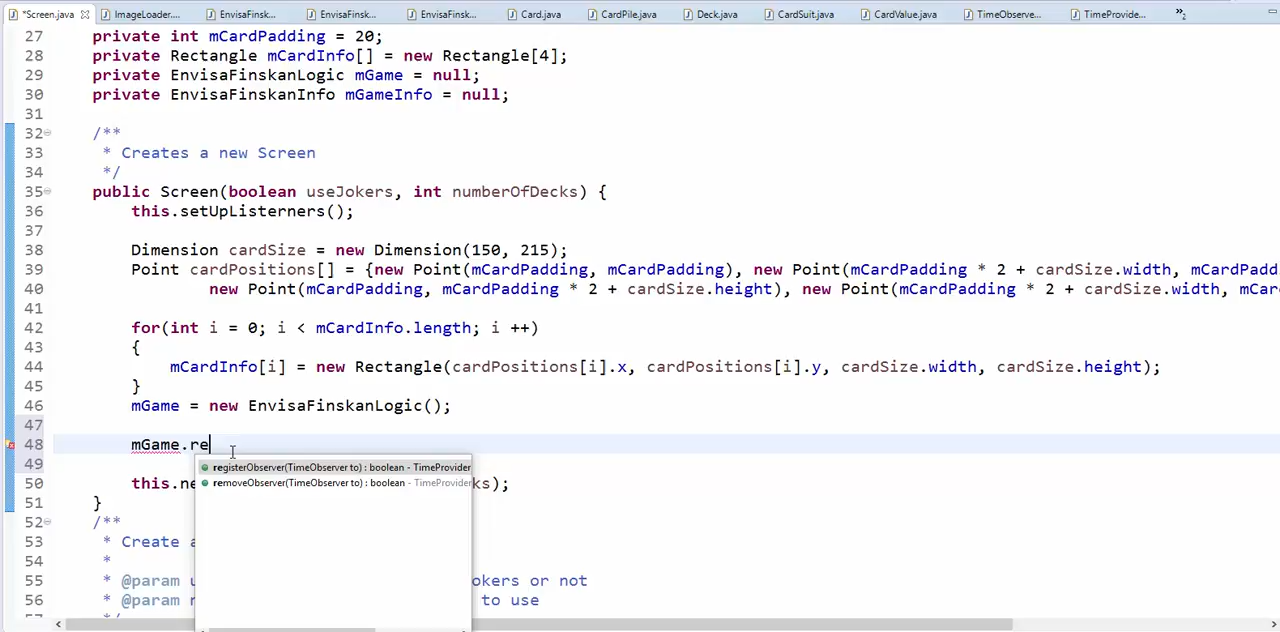 *Screen.java ImageLoader.... EnvisaFinsk... EnvisaFinsk... EnvisaFinsk... Card.java CardPile.java Deck.java CardSuit.java CardValue.java TimeObserve... TimeProvide... »2
27 private int mCardPadding = 20;
28 private Rectangle mCardInfo[] = new Rectangle[4];
29 private EnvisaFinskanLogic mGame = null;
30 private EnvisaFinskanInfo mGameInfo = null;
31
32 /**
33 * Creates a new Screen
34 */
35 public Screen(boolean useJokers, int numberOfDecks) {
36 this.setUpListerners();
37
38 Dimension cardSize = new Dimension(150, 215);
39 Point cardPositions[] = {new Point(mCardPadding, mCardPadding), new Point(mCardPadding * 2 + cardSize.width, mCardPadd
40 new Point(mCardPadding, mCardPadding * 2 + cardSize.height), new Point(mCardPadding * 2 + cardSize.width, mCar
41
42 for(int i = 0; i < mCardInfo.length; i ++)
43 {
44 mCardInfo[i] = new Rectangle(cardPositions[i].x, cardPositions[i].y, cardSize.width, cardSize.height);
45 }
46 mGame = new EnvisaFinskanLogic();
47
48 mGame.re
registerObserver(TimeObserver to) : boolean - TimeProvider
49
removeObserver(TimeObserver to) : boolean - TimeProvider
50 this.ne ks);
51 }
52 /**
53 * Create a
54 *
55 * @param u okers or not
56 * @param n to use